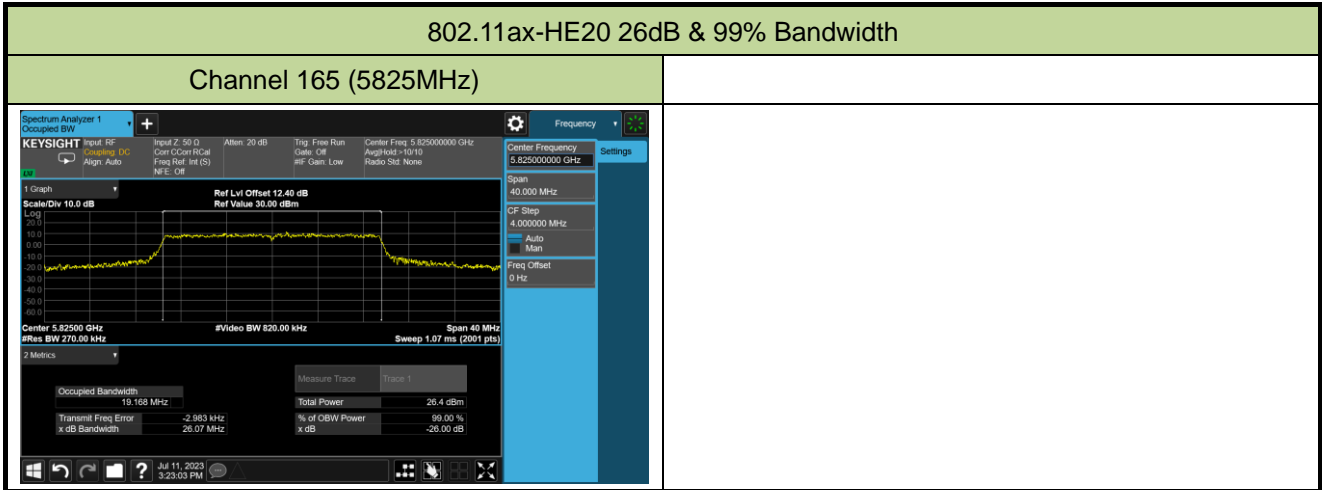 802.11ax-HE20 26dB & 99% Bandwidth
Channel 165 (5825MHz)
Spectrum Analyzer 1
Occupied BW
+
Frequency
KEYSIGHT
Input: RF
Coupling: DC
Align: Auto
Input Z: 50 Ω
Corr CCorr RCal
Freq Ref: Int (S)
NFE: Off
Atten: 20 dB
Trig: Free Run
Gate: Off
#IF Gain: Low
Center Freq: 5.825000000 GHz
Avg|Hold:>10/10
Radio Std: None
Center Frequency
5.825000000 GHz
Settings
Span
40.000 MHz
CF Step
4.000000 MHz
Auto
Man
Freq Offset
0 Hz
1 Graph
Scale/Div 10.0 dB
Ref Lvl Offset 12.40 dB
Ref Value 30.00 dBm
Log
20.0
10.0
0.00
-10.0
-20.0
-30.0
-40.0
-50.0
-60.0
Center 5.82500 GHz
#Video BW 820.00 kHz
Span 40 MHz
#Res BW 270.00 kHz
Sweep 1.07 ms (2001 pts)
2 Metrics
Measure Trace
Trace 1
Occupied Bandwidth
19.168 MHz
Total Power
26.4 dBm
Transmit Freq Error
-2.983 kHz
% of OBW Power
99.00 %
x dB Bandwidth
26.07 MHz
x dB
-26.00 dB
?
Jul 11, 2023
3:23:03 PM